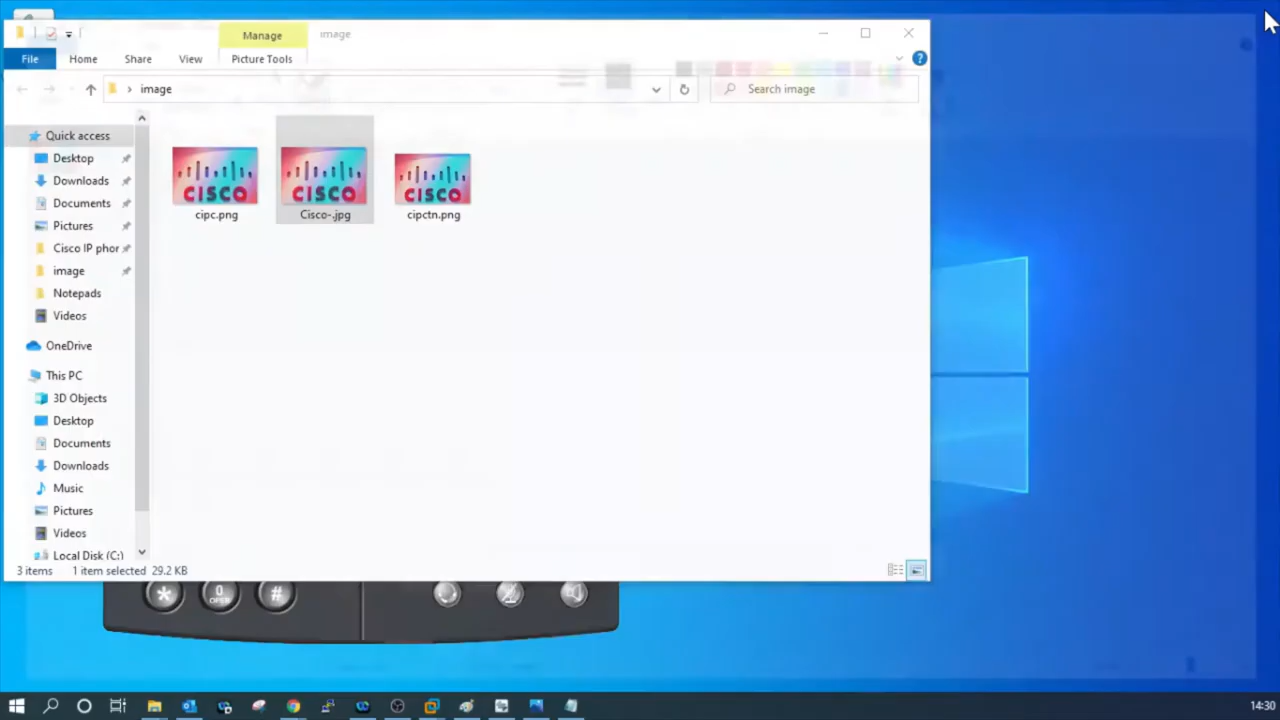 Manage
image
File
Home
Share
View
Picture Tools
image
Search image
Quick access
Desktop
Downloads
Documents
Pictures
Cisco IP phor
image
Notepads
Videos
OneDrive
This PC
3D Objects
Desktop
Documents
Downloads
Music
Pictures
Videos
Local Disk (C:)
CISCO
CISCO
CISCO
cipc.png
Cisco-.jpg
cipctn.png
3 items
1 item selected 29.2 KB
*
0
OPER
#
14:30